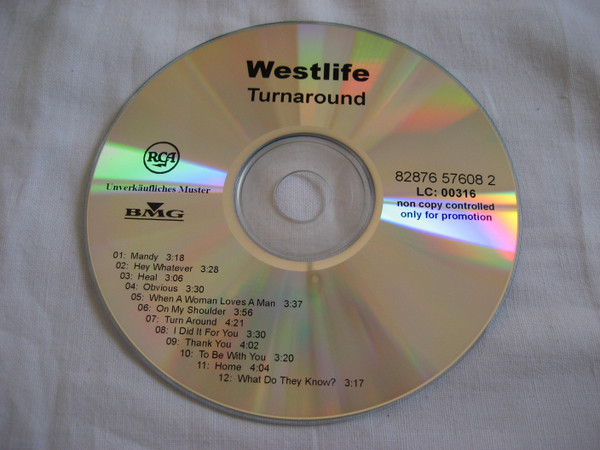 Westlife
Turnaround
RCA
Unverkäufliches Muster
BMG
82876 57608 2
LC: 00316
non copy controlled
only for promotion
01: Mandy 3:18
02: Hey Whatever 3:28
03: Heal 3:06
04: Obvious 3:30
05: When A Woman Loves A Man 3:37
06: On My Shoulder 3:56
07: Turn Around 4:21
08: I Did It For You 3:30
09: Thank You 4:02
10: To Be With You 3:20
11: Home 4:04
12: What Do They Know? 3:17